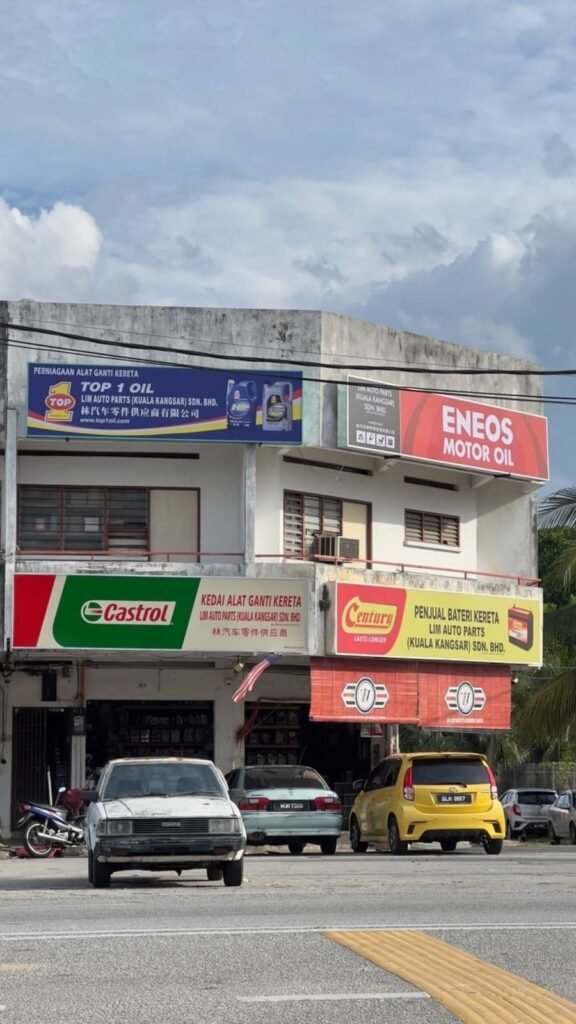 PERNIAGAAN ALAT GANTI KERETA
1
TOP
TOP 1 OIL
LIM AUTO PARTS (KUALA KANGSAR) SDN. BHD.
林汽车零件供应商有限公司
www.top1oil.com
LIM AUTO PARTS
(KUALA KANGSAR)
SDN. BHD.
ENEOS
MOTOR OIL
Castrol
KEDAI ALAT GANTI KERETA
LIM AUTO PARTS (KUALA KANGSAR) SDN. BHD.
林汽车零件供应商
Century
LASTS LONGER
PENJUAL BATERI KERETA
LIM AUTO PARTS
(KUALA KANGSAR) SDN. BHD.